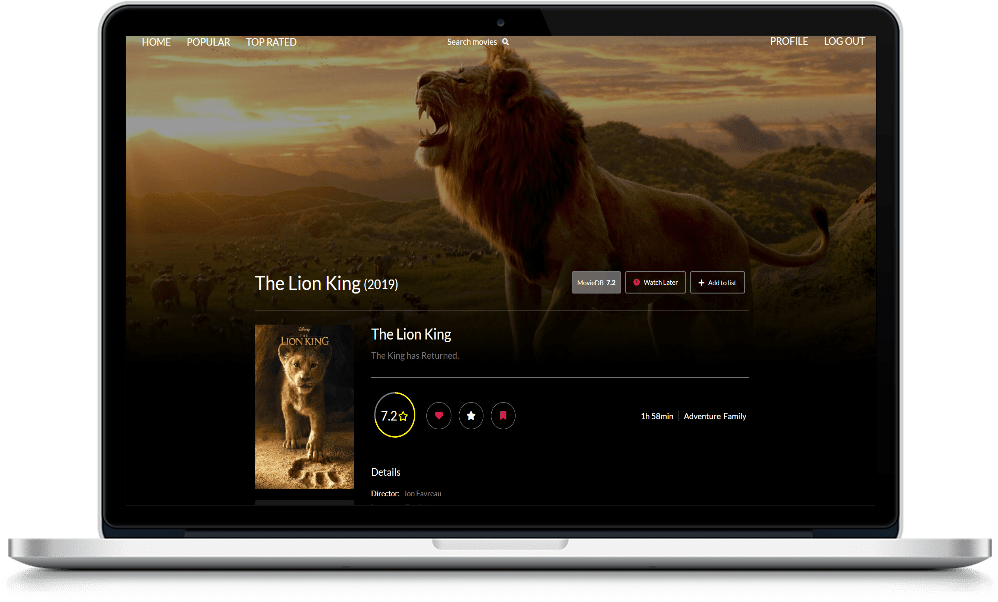 HOME POPULAR TOP RATED Search movies PROFILE LOG OUT
The Lion King (2019)
MovieDB 7.2 Watch Later Add to list
Disney
THE
LION KING
The Lion King
The King has Returned.
7.2
1h 58min Adventure Family
Details
Director: Jon Favreau